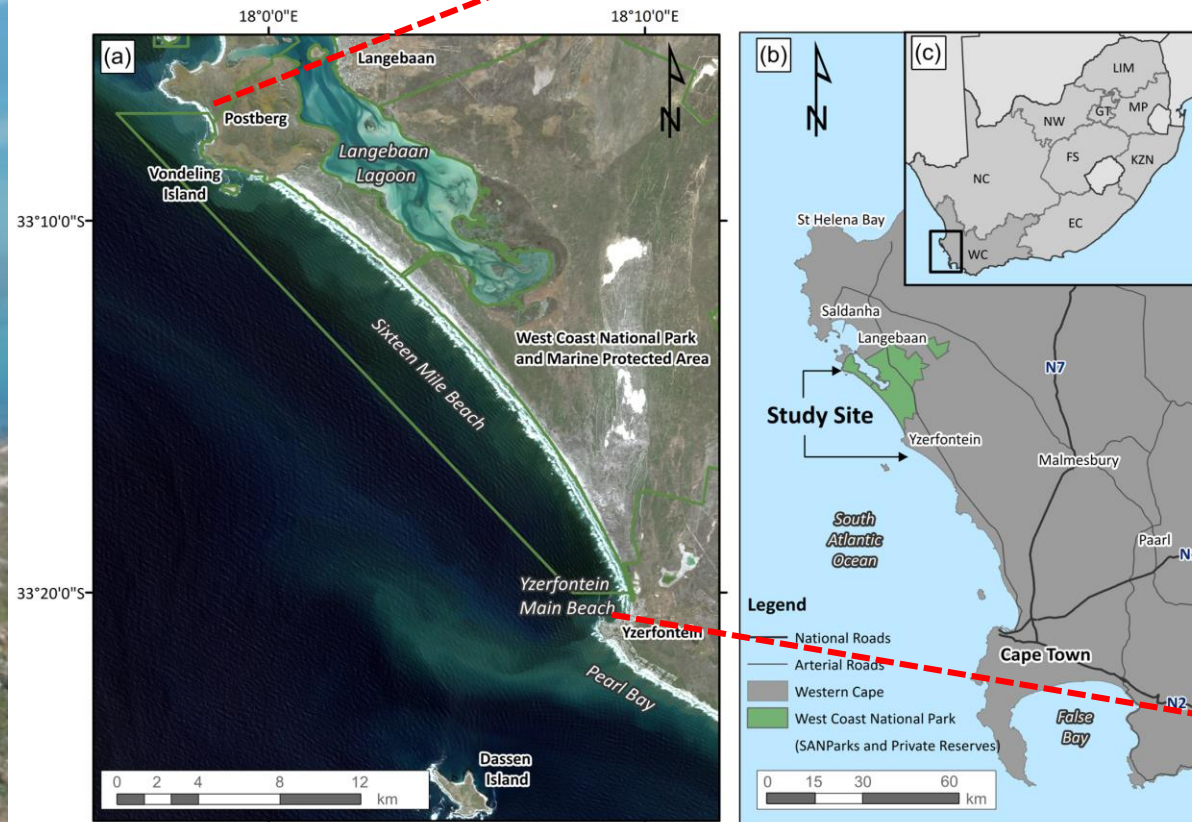 18°0'0"E
18°10'0"E
33°10'0"S
33°20'0"S
(a)
N
Langebaan
Postberg
Langebaan
Lagoon
Vondeling
Island
West Coast National Park
and Marine Protected Area
Sixteen Mile Beach
Yzerfontein
Main Beach
Yzerfontein
Pearl Bay
Dassen
Island
0 2 4 8 12
km
(b)
N
St Helena Bay
Saldanha
Langebaan
N7
Study Site
Yzerfontein
Malmesbury
South
Atlantic
Ocean
Paarl
N
Legend
National Roads
Arterial Roads
Western Cape
West Coast National Park
(SANParks and Private Reserves)
Cape Town
N2
False
Bay
0 15 30 60
km
(c)
LIM
MP
GT
NW
FS
KZN
NC
EC
WC